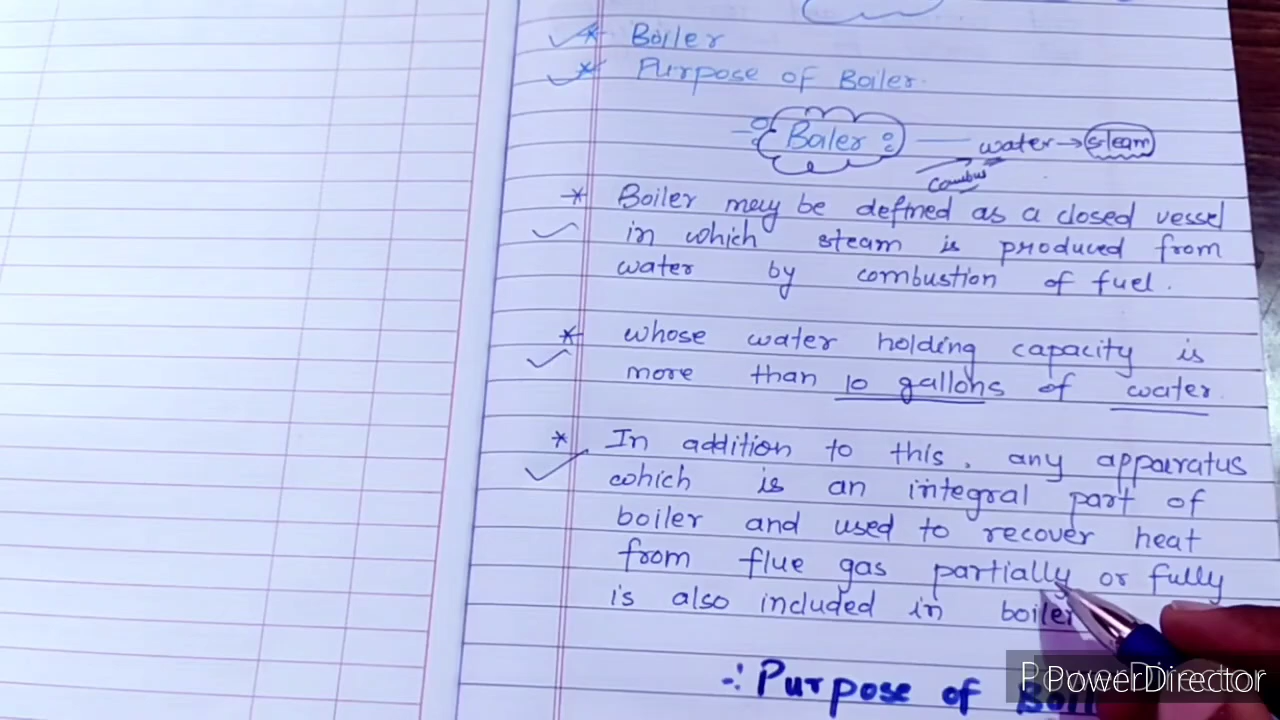 * Boiler
* Purpose of Boiler.
Boiler : water → steam
Combus
* Boiler may be defined as a closed vessel
in which steam is produced from
water by combustion of fuel.
* whose water holding capacity is
more than 10 gallons of water.
* In addition to this, any apparatus
which is an integral part of
boiler and used to recover heat
from flue gas partially or fully
is also included in boiler
∴ Purpose of Boil
PowerDirector